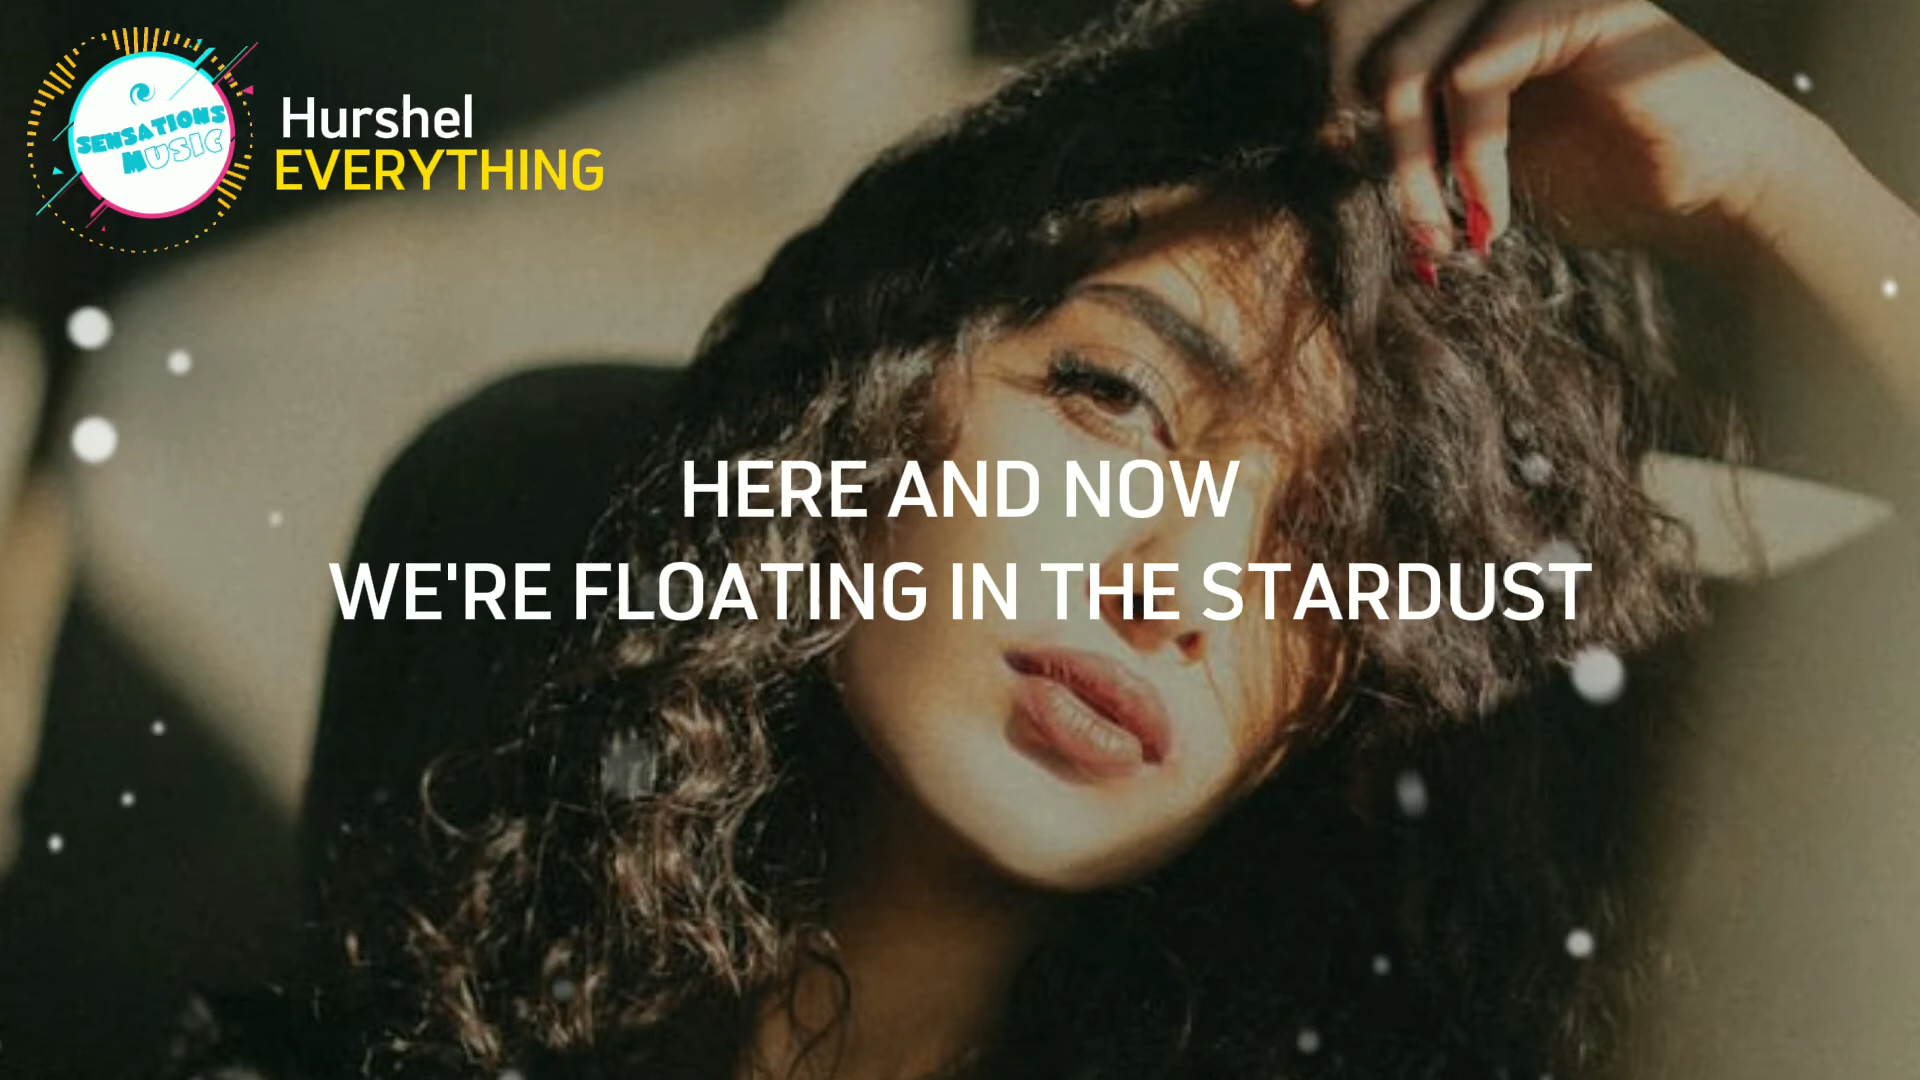 SENSATIONS
MUSIC
Hurshel
EVERYTHING
HERE AND NOW
WE'RE FLOATING IN THE STARDUST